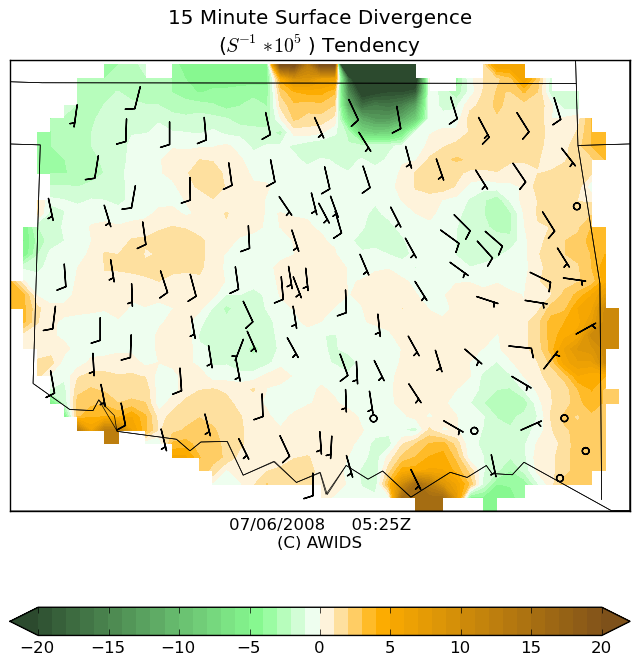 15 Minute Surface Divergence
(S⁻¹ *10⁵ ) Tendency
07/06/2008 05:25Z
(C) AWIDS
−20 −15 −10 −5 0 5 10 15 20